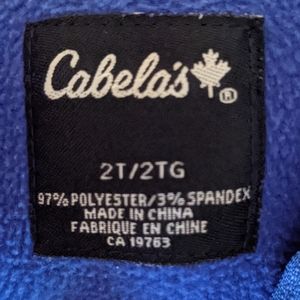 Cabela's ®
2T/2TG
97% POLYESTER/3% SPANDEX
MADE IN CHINA
FABRIQUE EN CHINE
CA 19763